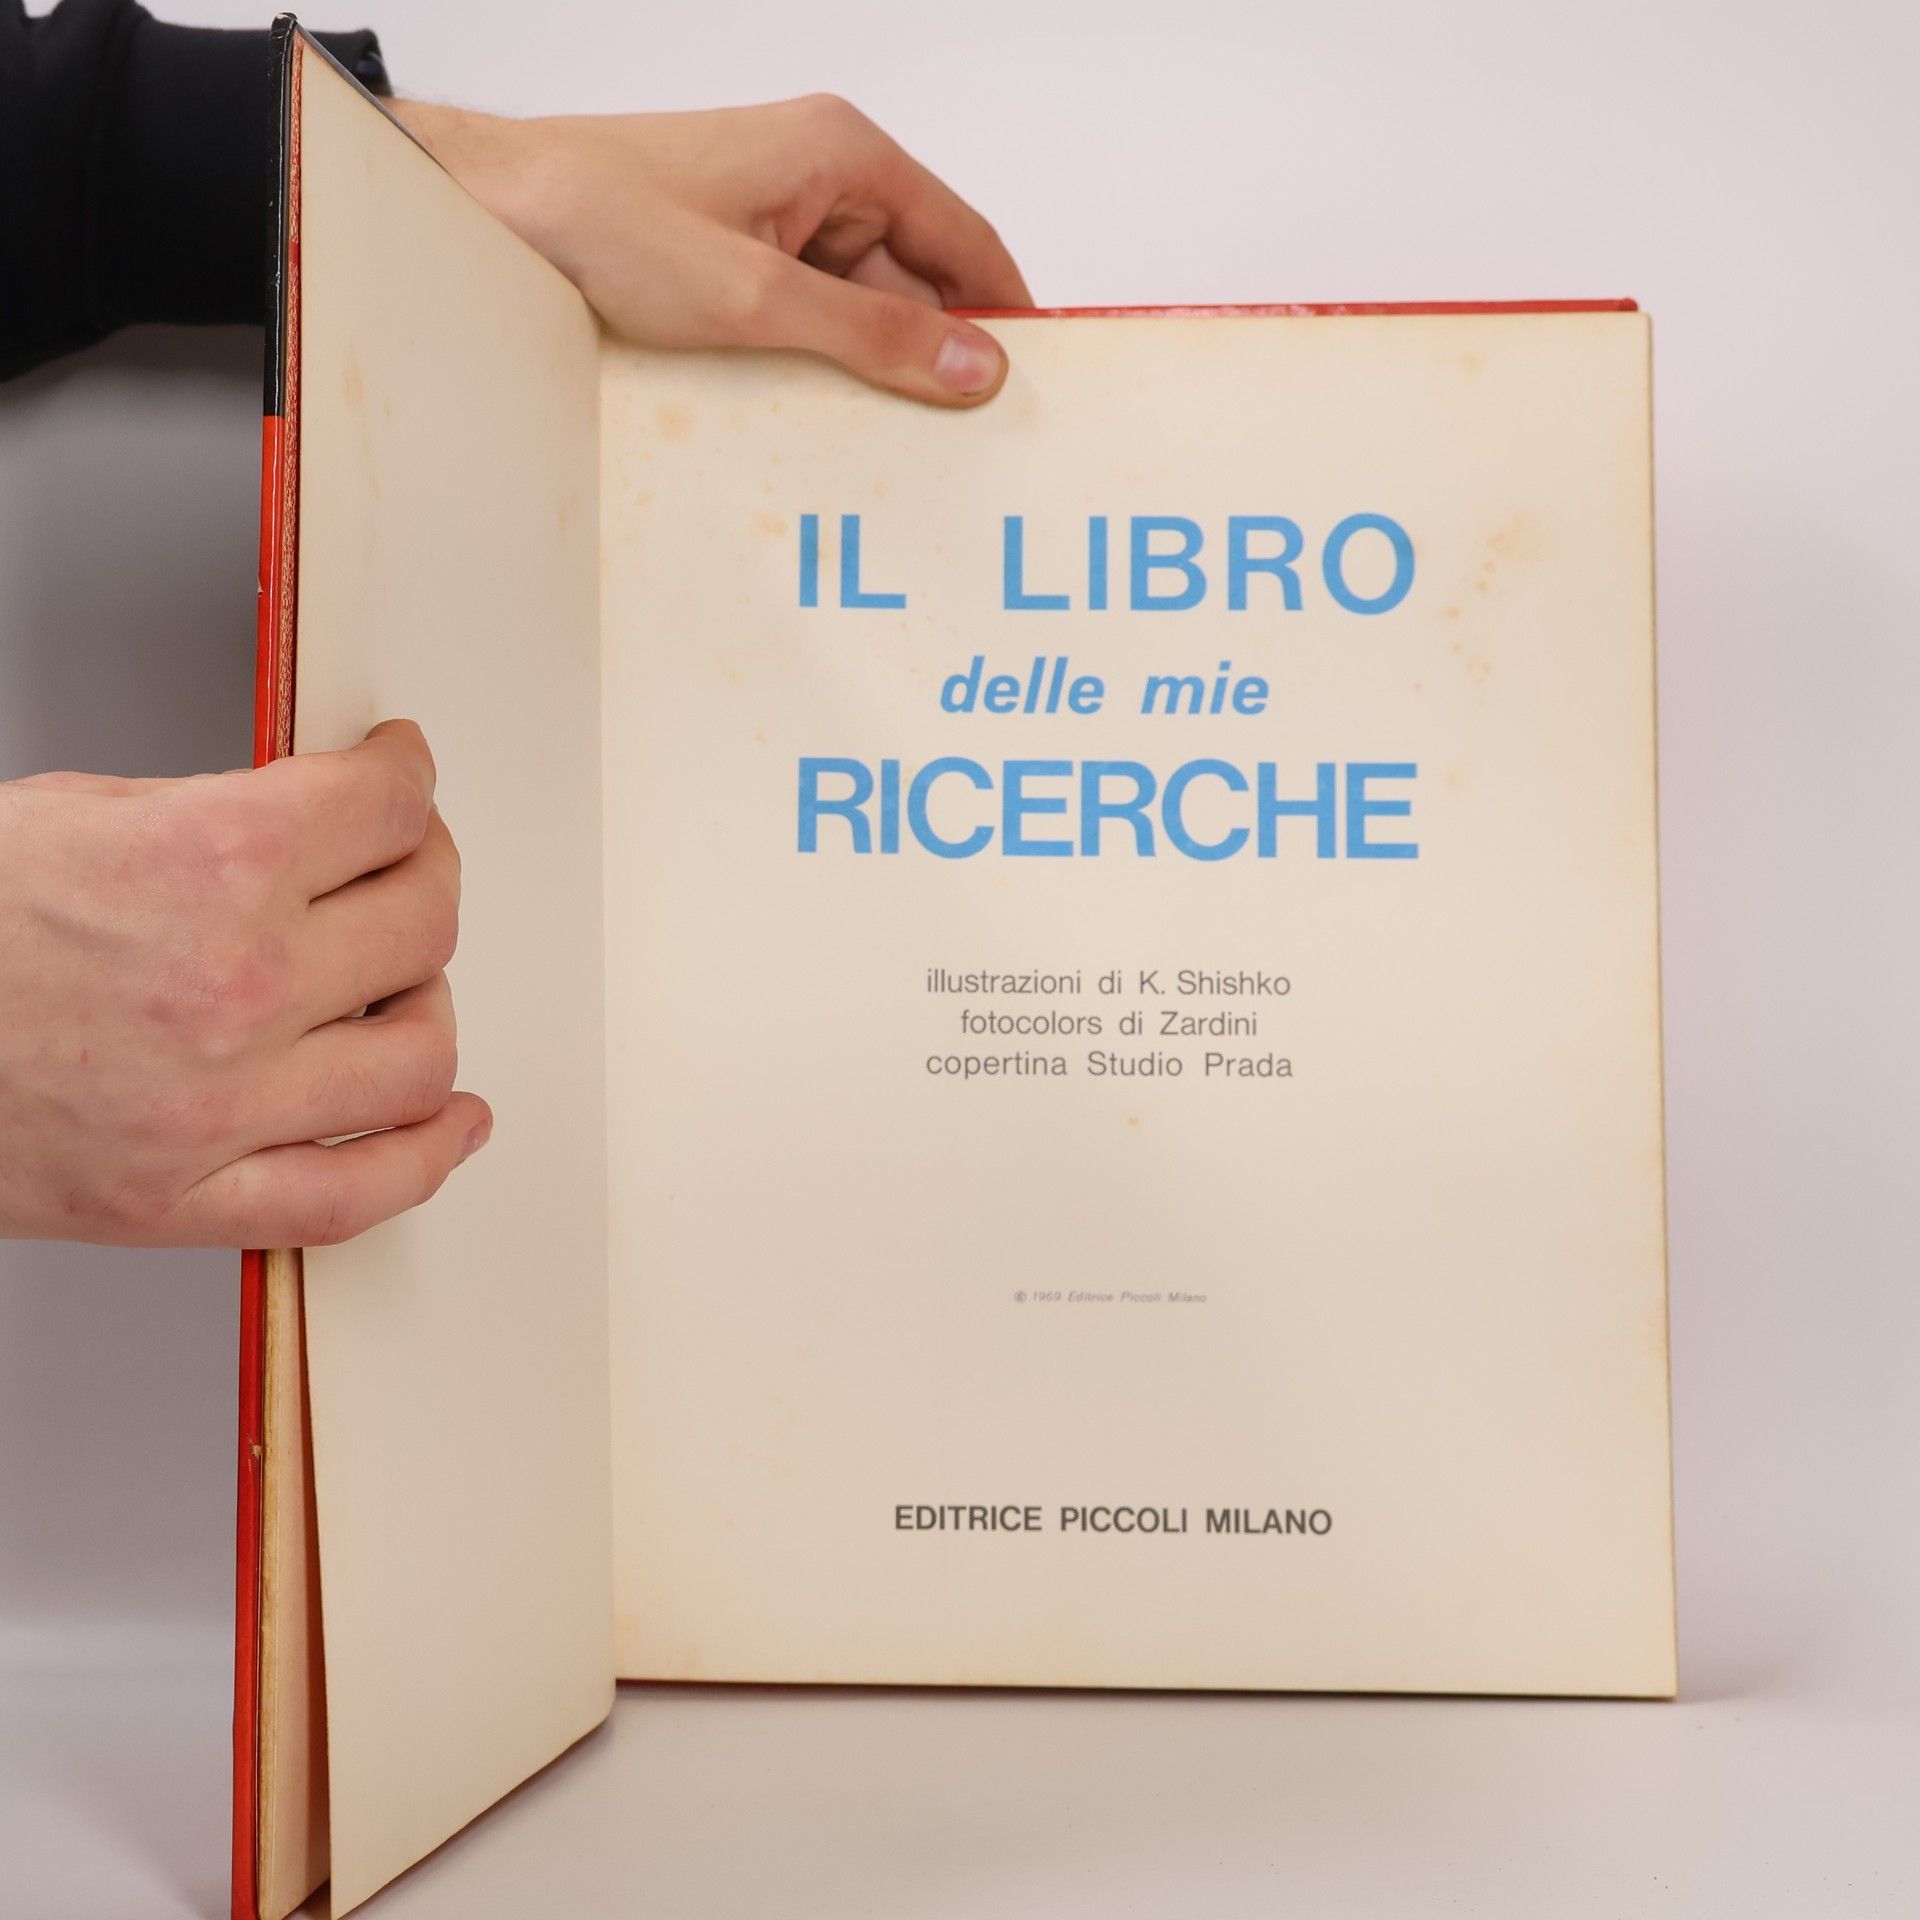 IL LIBRO
delle mie
RICERCHE
illustrazioni di K. Shishko
fotocolors di Zardini
copertina Studio Prada
© 1969 Editrice Piccoli Milano
EDITRICE PICCOLI MILANO